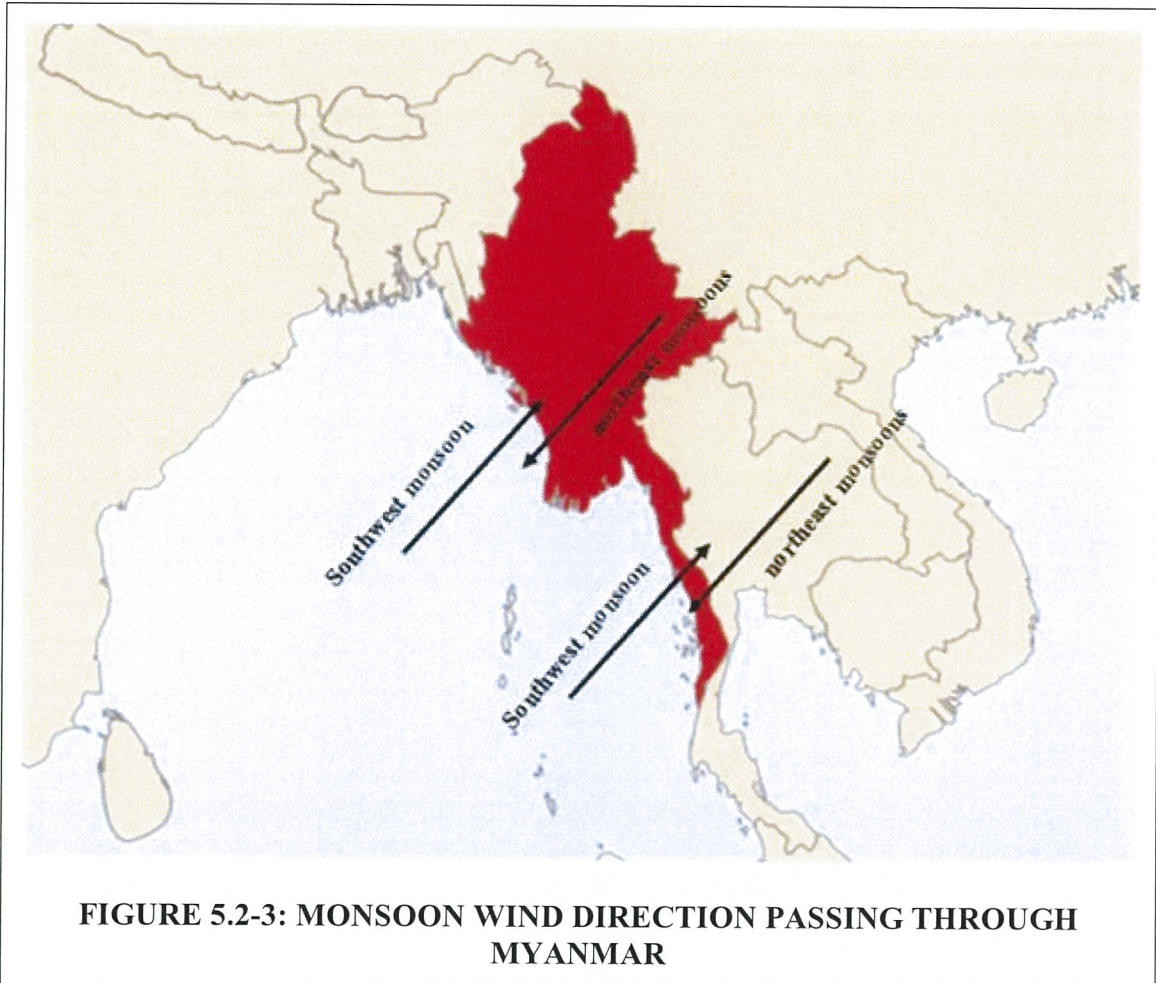 northeast monsoons
Southwest monsoon
northeast monsoons
Southwest monsoon
FIGURE 5.2-3: MONSOON WIND DIRECTION PASSING THROUGH
MYANMAR